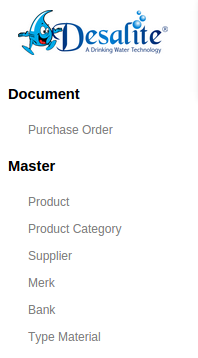 Desalite®
A Drinking Water Technology
Document
Purchase Order
Master
Product
Product Category
Supplier
Merk
Bank
Type Material